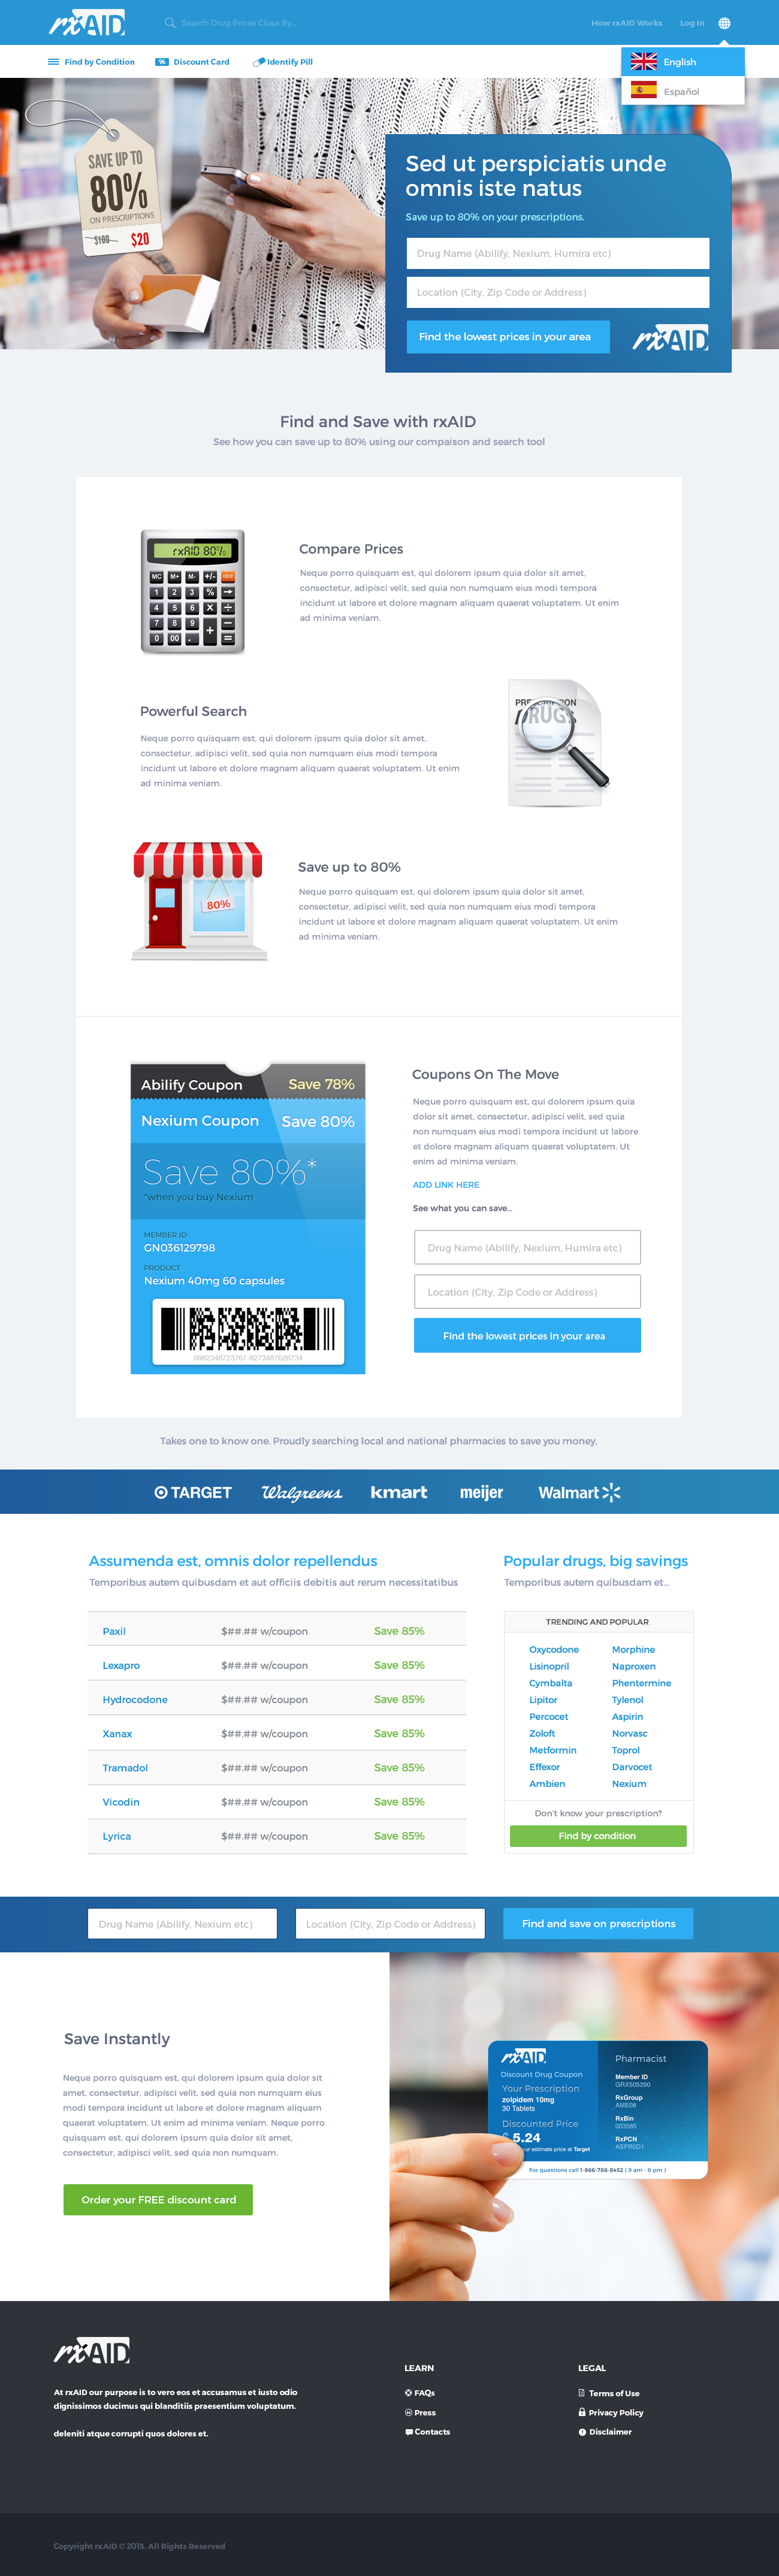 rxAID
Search Drug Prices Close By...
How rxAID Works
Log In
Find by Condition
%
Discount Card
Identify Pill
English
Español
SAVE UP TO
80%
ON PRESCRIPTIONS
$100
$20
Sed ut perspiciatis unde
omnis iste natus
Save up to 80% on your prescriptions.
Drug Name (Abilify, Nexium, Humira etc)
Location (City, Zip Code or Address)
Find the lowest prices in your area
rxAID
Find and Save with rxAID
See how you can save up to 80% using our compaison and search tool
rxAID 80%
MC M+ M- +/- CE/C
1 2 3 % →
4 5 6 X ÷
7 8 9 −
0 00 . + =
Compare Prices
Neque porro quisquam est, qui dolorem ipsum quia dolor sit amet,
consectetur, adipisci velit, sed quia non numquam eius modi tempora
incidunt ut labore et dolore magnam aliquam quaerat voluptatem. Ut enim
ad minima veniam.
Powerful Search
Neque porro quisquam est, qui dolorem ipsum quia dolor sit amet,
consectetur, adipisci velit, sed quia non numquam eius modi tempora
incidunt ut labore et dolore magnam aliquam quaerat voluptatem. Ut enim
ad minima veniam.
PRESCRIPTION
DRUGS
80%
Save up to 80%
Neque porro quisquam est, qui dolorem ipsum quia dolor sit amet,
consectetur, adipisci velit, sed quia non numquam eius modi tempora
incidunt ut labore et dolore magnam aliquam quaerat voluptatem. Ut enim
ad minima veniam.
Abilify Coupon
Save 78%
Nexium Coupon
Save 80%
Save 80%*
*when you buy Nexium
MEMBER ID
GN036129798
PRODUCT
Nexium 40mg 60 capsules
0982348723767-8273487628734
Coupons On The Move
Neque porro quisquam est, qui dolorem ipsum quia
dolor sit amet, consectetur, adipisci velit, sed quia
non numquam eius modi tempora incidunt ut labore
et dolore magnam aliquam quaerat voluptatem. Ut
enim ad minima veniam.
ADD LINK HERE
See what you can save...
Drug Name (Abilify, Nexium, Humira etc)
Location (City, Zip Code or Address)
Find the lowest prices in your area
Takes one to know one. Proudly searching local and national pharmacies to save you money,
TARGET
Walgreens
kmart
meijer
Walmart
Assumenda est, omnis dolor repellendus
Temporibus autem quibusdam et aut officiis debitis aut rerum necessitatibus
Paxil $##.## w/coupon Save 85%
Lexapro $##.## w/coupon Save 85%
Hydrocodone $##.## w/coupon Save 85%
Xanax $##.## w/coupon Save 85%
Tramadol $##.## w/coupon Save 85%
Vicodin $##.## w/coupon Save 85%
Lyrica $##.## w/coupon Save 85%
Popular drugs, big savings
Temporibus autem quibusdam et...
TRENDING AND POPULAR
Oxycodone Morphine
Lisinopril Naproxen
Cymbalta Phentermine
Lipitor Tylenol
Percocet Aspirin
Zoloft Norvasc
Metformin Toprol
Effexor Darvocet
Ambien Nexium
Don't know your prescription?
Find by condition
Drug Name (Abilify, Nexium etc)
Location (City, Zip Code or Address)
Find and save on prescriptions
Save Instantly
Neque porro quisquam est, qui dolorem ipsum quia dolor sit
amet, consectetur, adipisci velit, sed quia non numquam eius
modi tempora incidunt ut labore et dolore magnam aliquam
quaerat voluptatem. Ut enim ad minima veniam. Neque porro
quisquam est, qui dolorem ipsum quia dolor sit amet,
consectetur, adipisci velit, sed quia non numquam.
Order your FREE discount card
rxAID
Discount Drug Coupon
Your Prescription
zolpidem 10mg
30 Tablets
Discounted Price
$ 5.24
our estimate price at Target
Pharmacist
Member ID
GRX505290
RxGroup
AME08
RxBin
003585
RxPCN
ASPR0D1
For questions call 1-866-788-8452 ( 9 am - 8 pm )
rxAID
At rxAID our purpose is to vero eos et accusamus et iusto odio
dignissimos ducimus qui blanditiis praesentium voluptatum.
deleniti atque corrupti quos dolores et.
LEARN
FAQs
Press
Contacts
LEGAL
Terms of Use
Privacy Policy
Disclaimer
Copyright rxAID © 2015. All Rights Reserved